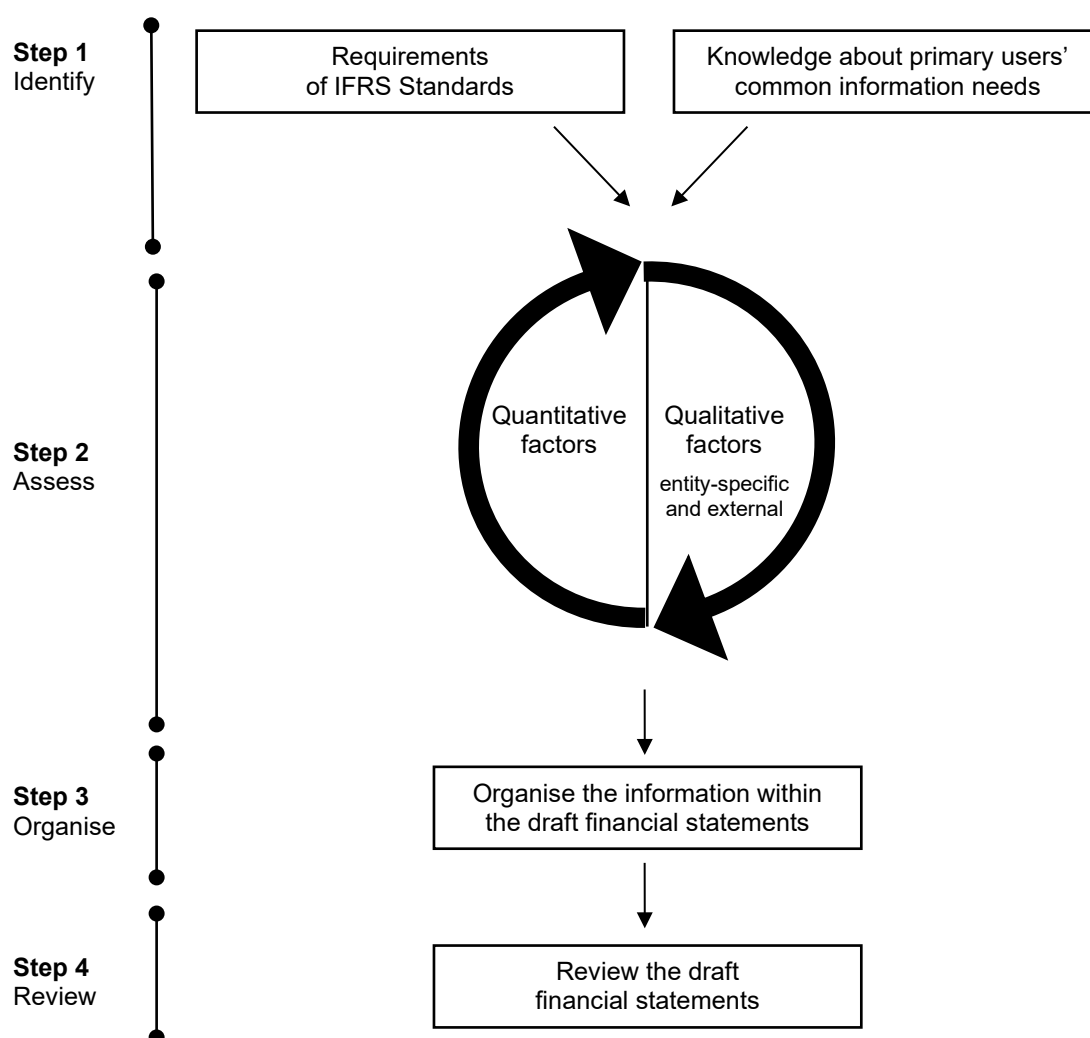 Step 1
Identify
Requirements
of IFRS Standards
Knowledge about primary users’
common information needs
Step 2
Assess
Quantitative
factors
Qualitative
factors
entity-specific
and external
Step 3
Organise
Organise the information within
the draft financial statements
Step 4
Review
Review the draft
financial statements